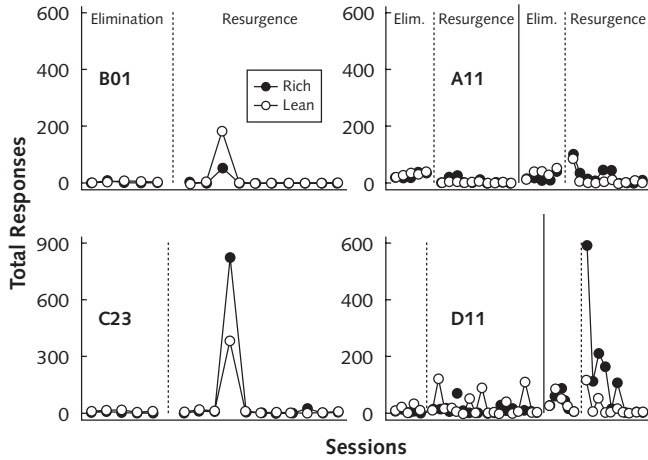 Total Responses
600
400
200
0
Elimination
Resurgence
B01
Rich
Lean
600
400
200
0
Elim.
Resurgence
Elim.
Resurgence
A11
900
600
300
0
C23
600
400
200
0
D11
Sessions